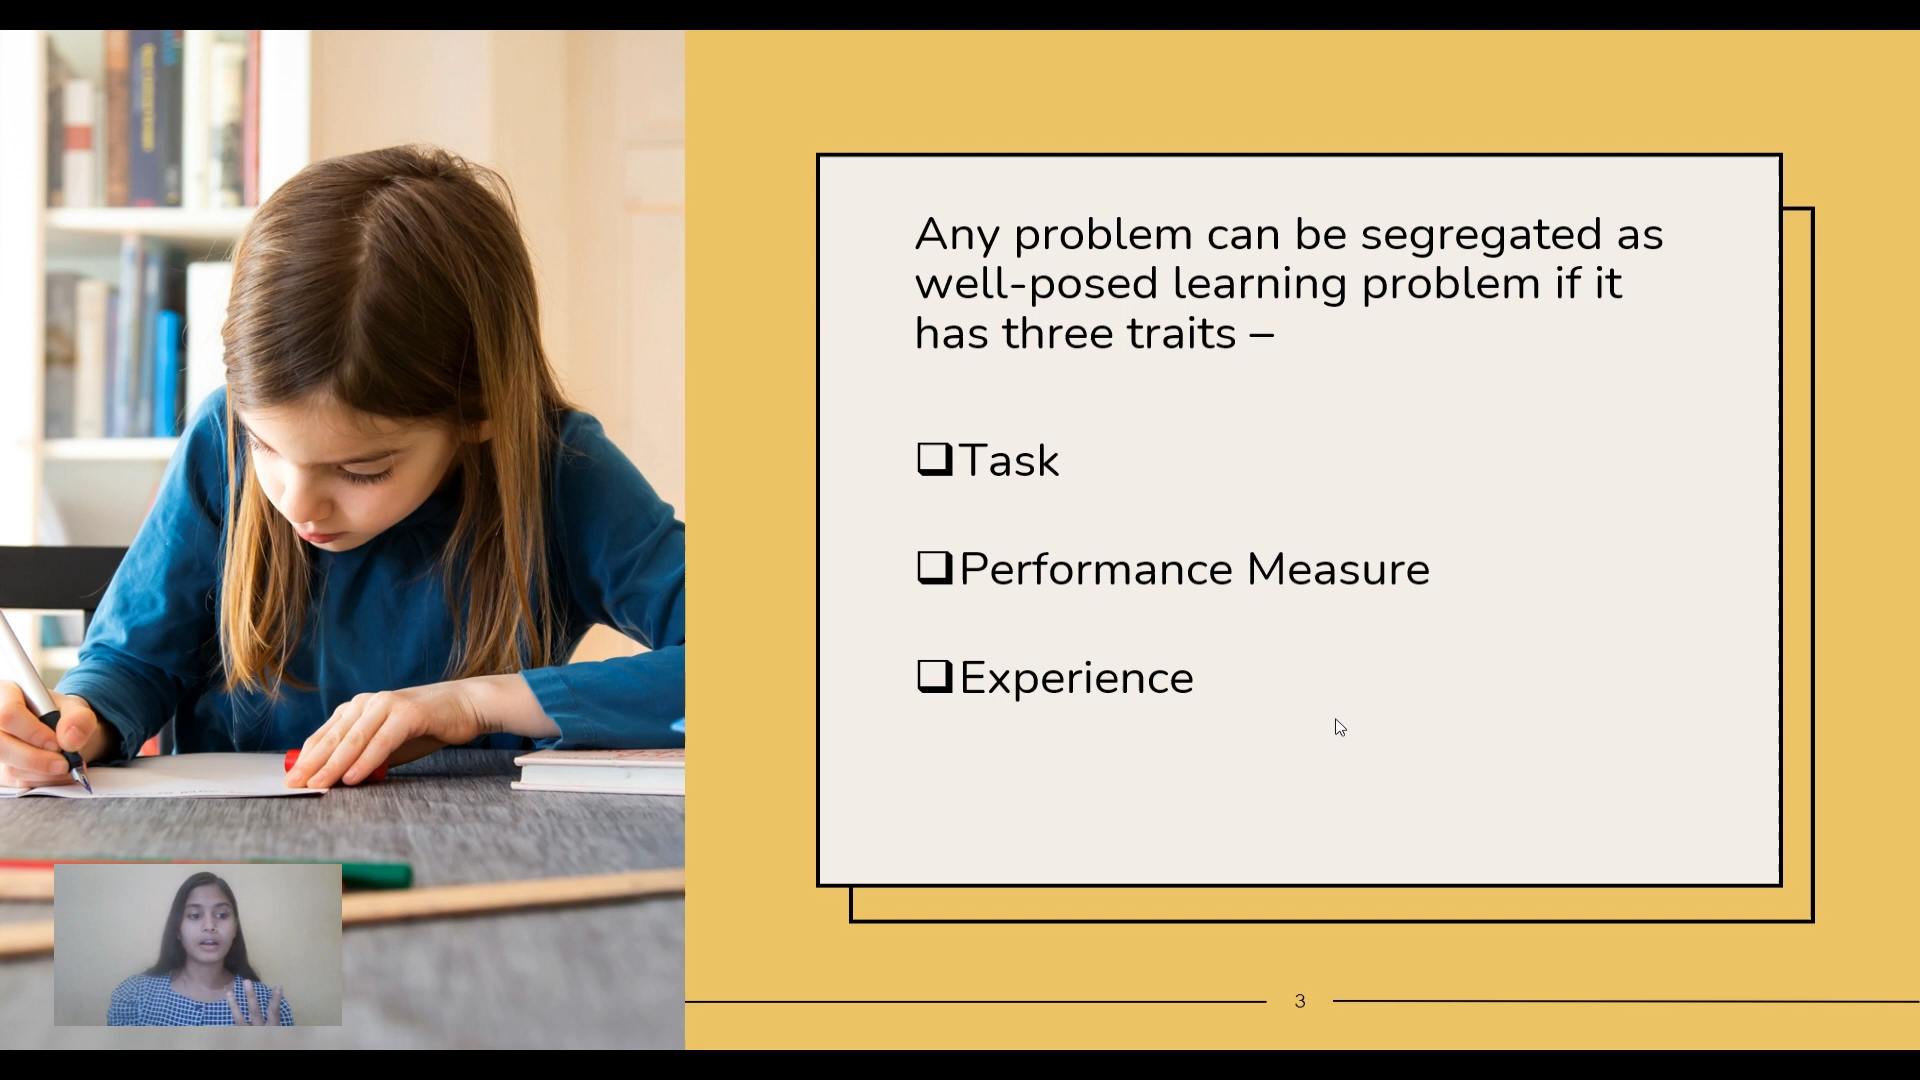 Any problem can be segregated as
well-posed learning problem if it
has three traits –
❑Task
❑Performance Measure
❑Experience
3